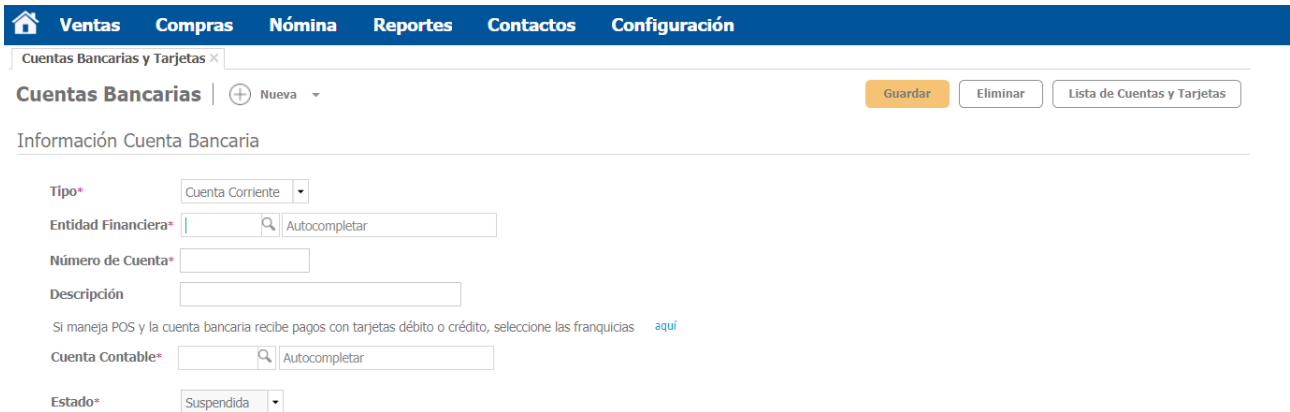 Ventas Compras Nómina Reportes Contactos Configuración
Cuentas Bancarias y Tarjetas ×
Cuentas Bancarias Nueva Guardar Eliminar Lista de Cuentas y Tarjetas
Información Cuenta Bancaria
Tipo* Cuenta Corriente
Entidad Financiera* Autocompletar
Número de Cuenta*
Descripción
Si maneja POS y la cuenta bancaria recibe pagos con tarjetas débito o crédito, seleccione las franquicias aquí
Cuenta Contable* Autocompletar
Estado* Suspendida